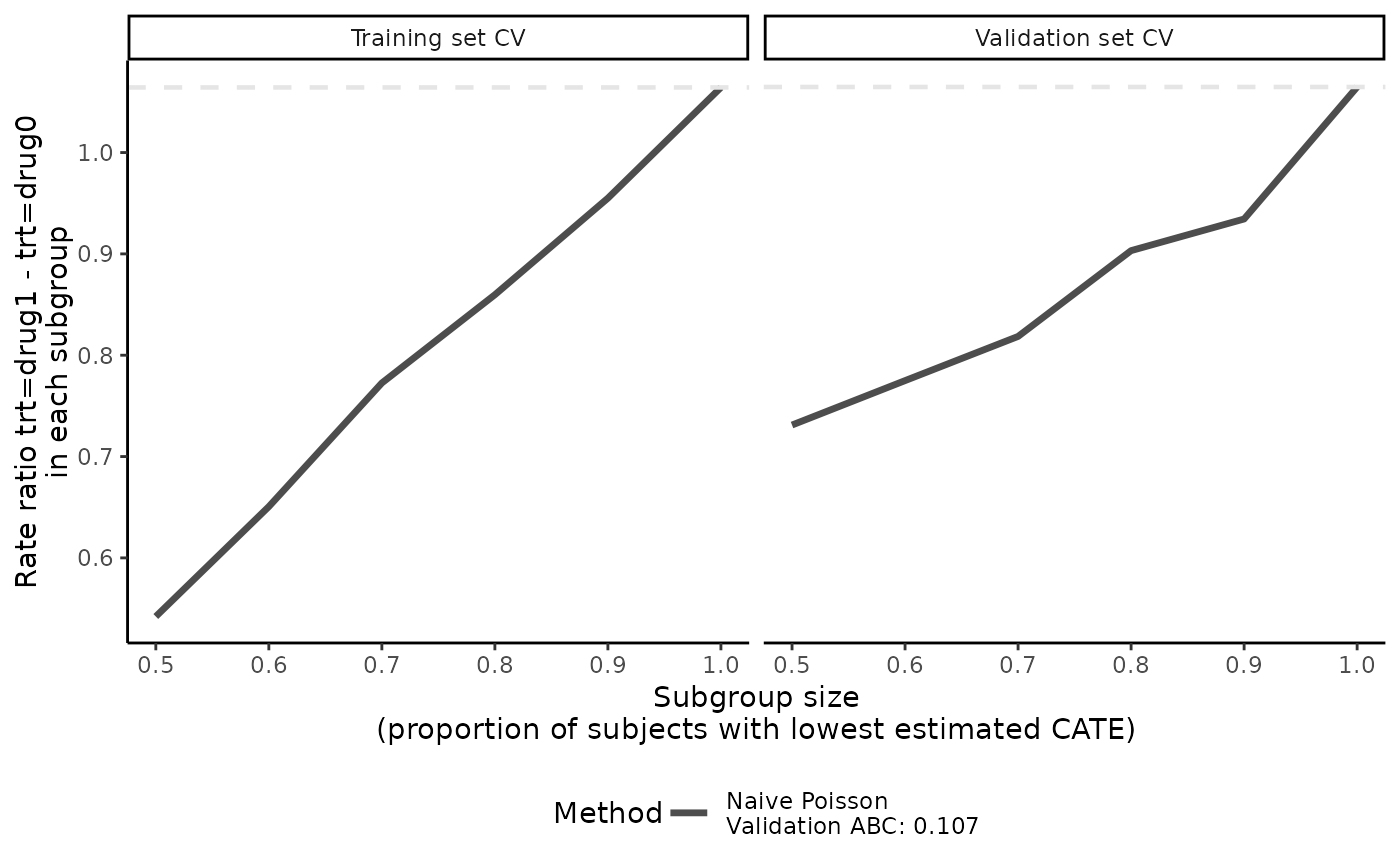 Training set CV
Validation set CV
Rate ratio trt=drug1 - trt=drug0
in each subgroup
1.0
0.9
0.8
0.7
0.6
0.5 0.6 0.7 0.8 0.9 1.0
0.5 0.6 0.7 0.8 0.9 1.0
Subgroup size
(proportion of subjects with lowest estimated CATE)
Method
Naive Poisson
Validation ABC: 0.107